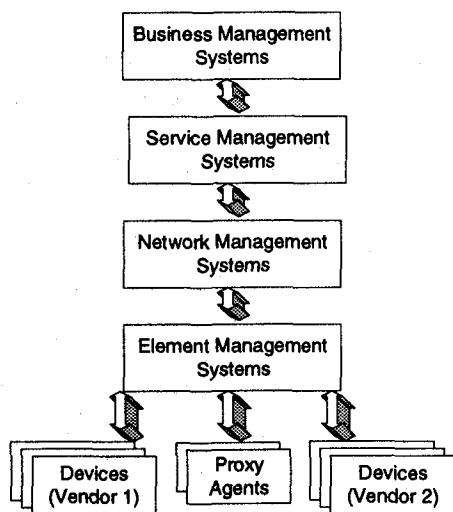 Business Management
Systems
Service Management
Systems
Network Management
Systems
Element Management
Systems
Devices
(Vendor 1)
Proxy
Agents
Devices
(Vendor 2)